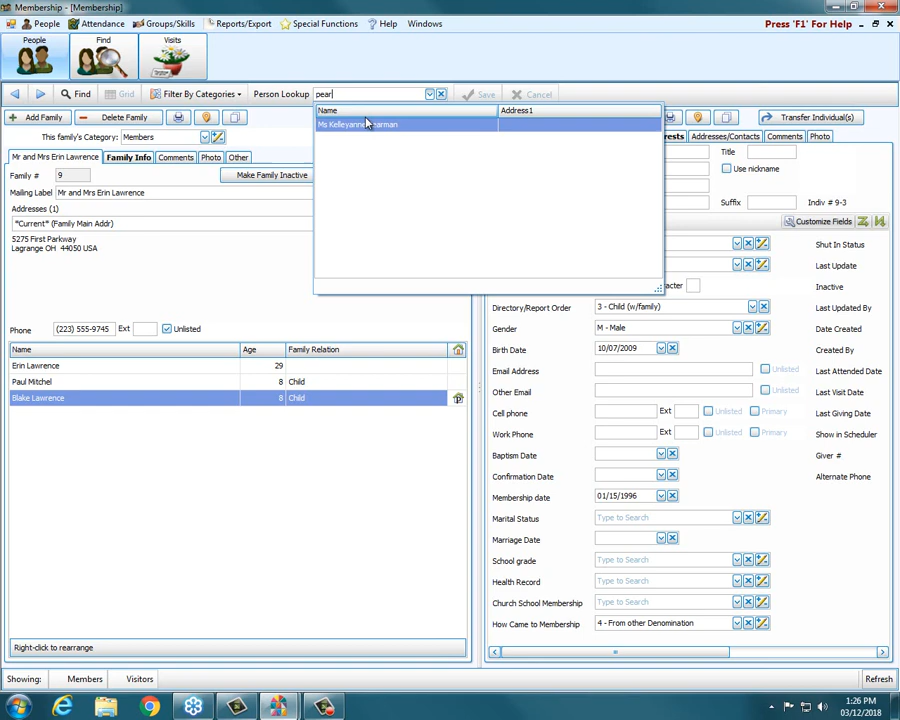 Membership - [Membership]
People Attendance Groups/Skills Reports/Export Special Functions Help Windows Press 'F1' For Help
People Find Visits
Find Grid Filter By Categories Person Lookup pear Save Cancel
Name Address1
Ms Kelleyanne
Add Family Delete Family Transfer Individual(s)
This family's Category: Members
Addresses/Contacts Comments Photo
Mr and Mrs Erin Lawrence Family Info Comments Photo Other
Title
Family # 9 Make Family Inactive Use nickname
Mailing Label Mr and Mrs Erin Lawrence
Suffix Indiv # 9-3
Addresses (1)
*Current* (Family Main Addr) Customize Fields
5275 First Parkway
Lagrange OH 44050 USA
Shut In Status
Last Update
Inactive
Directory/Report Order 3 - Child (w/family) Last Updated By
Phone (223) 555-9745 Ext Unlisted
Gender M - Male Date Created
Name Age Family Relation
Birth Date 10/07/2009 Created By
Erin Lawrence 29
Email Address Unlisted Last Attended Date
Paul Mitchel 8 Child
Other Email Unlisted Last Visit Date
Blake Lawrence 8 Child
Cell phone Ext Unlisted Primary Last Giving Date
Work Phone Ext Unlisted Primary Show in Scheduler
Baptism Date Giver #
Confirmation Date Alternate Phone
Membership date 01/15/1996
Marital Status Type to Search
Marriage Date
School grade Type to Search
Health Record Type to Search
Church School Membership Type to Search
How Came to Membership 4 - From other Denomination
Right-click to rearrange
Showing: Members Visitors Refresh
1:26 PM
03/12/2018